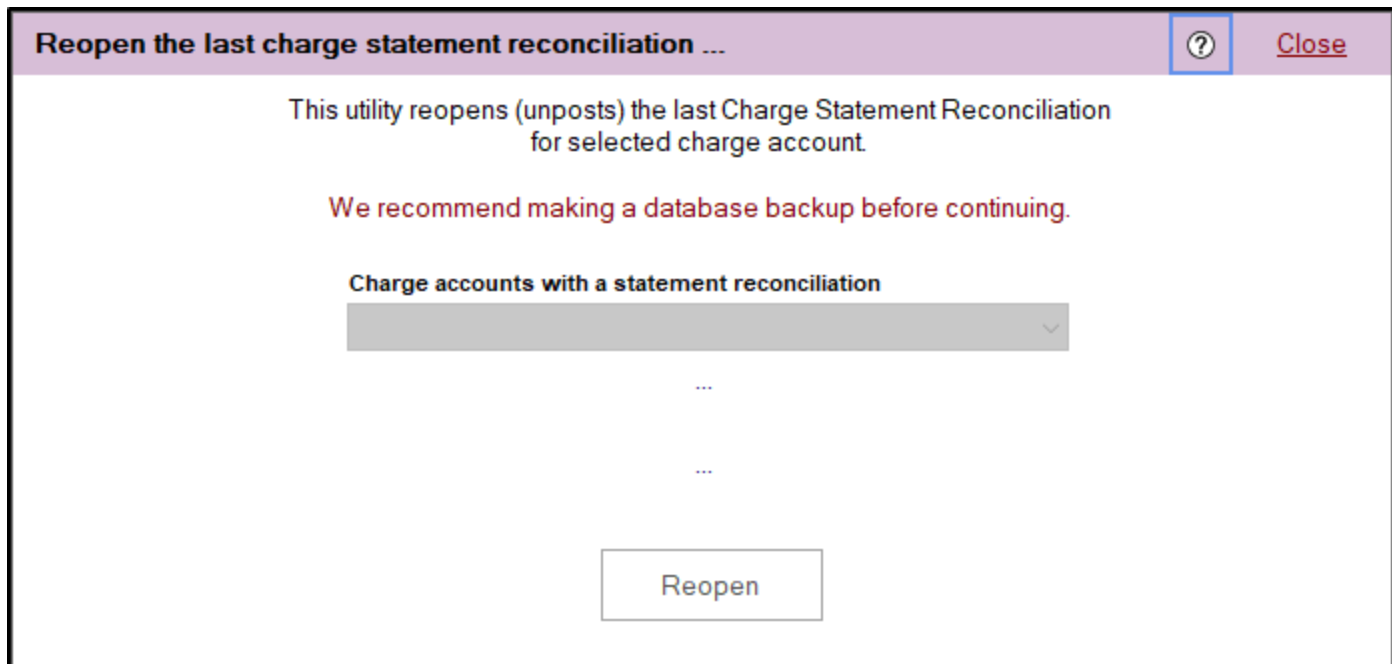 Reopen the last charge statement reconciliation ...
? Close
This utility reopens (unposts) the last Charge Statement Reconciliation
for selected charge account.
We recommend making a database backup before continuing.
Charge accounts with a statement reconciliation
...
...
Reopen